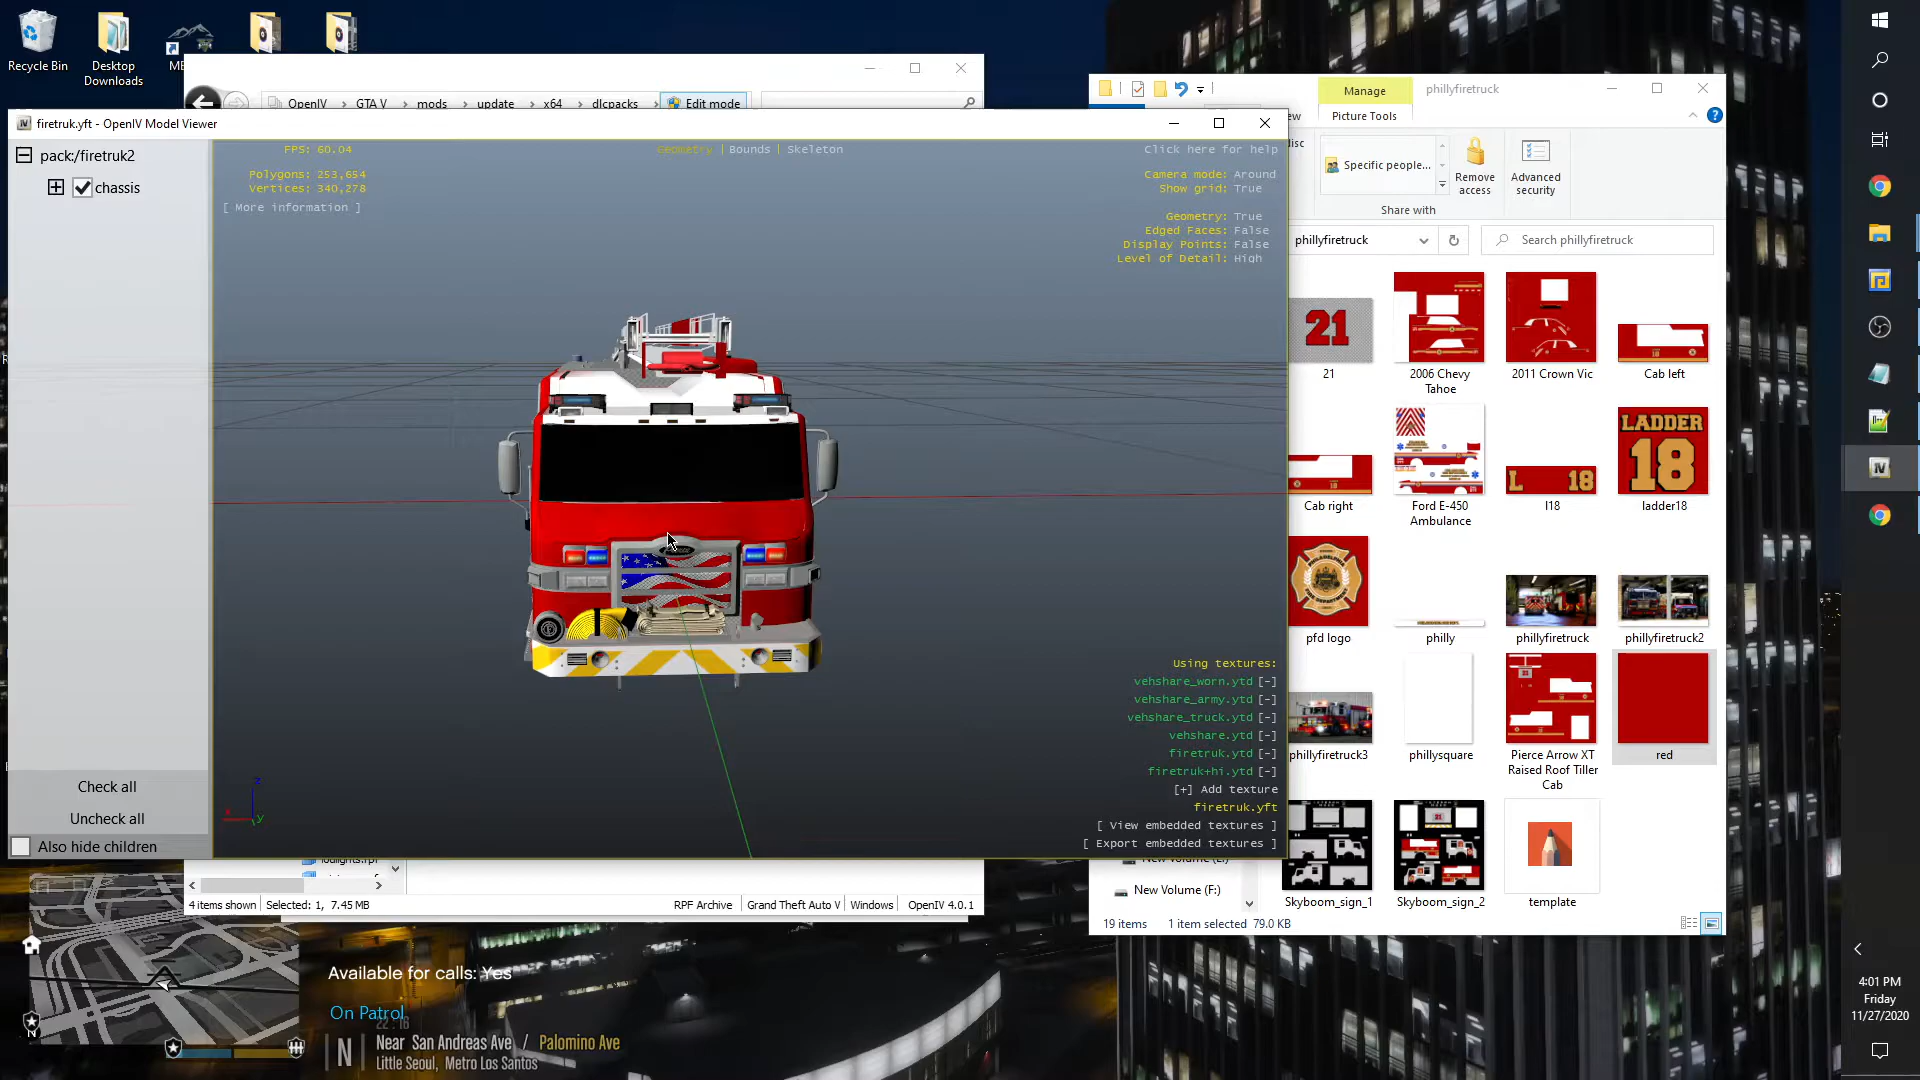 Recycle Bin
Desktop
Downloads
OpenIV
GTA V
mods
update
x64
dlcpacks
Edit mode
firetruk.yft - OpenIV Model Viewer
pack:/firetruk2
chassis
FPS: 60.04
Polygons: 253,654
Vertices: 340,278
[ More information ]
Geometry | Bounds | Skeleton
Click here for help
Camera mode: Around
Show grid: True
Geometry: True
Edged Faces: False
Display Points: False
Level of Detail: High
Using textures:
vehshare_worn.ytd [-]
vehshare_army.ytd [-]
vehshare_truck.ytd [-]
vehshare.ytd [-]
firetruk.ytd [-]
firetruk+hi.ytd [-]
[+] Add texture
firetruk.yft
[ View embedded textures ]
[ Export embedded textures ]
Check all
Uncheck all
Also hide children
4 items shown
Selected: 1, 7.45 MB
RPF Archive
Grand Theft Auto V
Windows
OpenIV 4.0.1
Manage
phillyfiretruck
Picture Tools
Specific people...
Remove
access
Advanced
security
Share with
phillyfiretruck
Search phillyfiretruck
21
21
2006 Chevy
Tahoe
2011 Crown Vic
Cab left
Cab right
Ford E-450
Ambulance
L 18
l18
LADDER
18
ladder18
pfd logo
philly
phillyfiretruck
phillyfiretruck2
phillyfiretruck3
phillysquare
Pierce Arrow XT
Raised Roof Tiller
Cab
red
Skyboom_sign_1
Skyboom_sign_2
template
New Volume (F:)
19 items
1 item selected 79.0 KB
Available for calls: Yes
On Patrol
N
Near San Andreas Ave / Palomino Ave
Little Seoul, Metro Los Santos
4:01 PM
Friday
11/27/2020